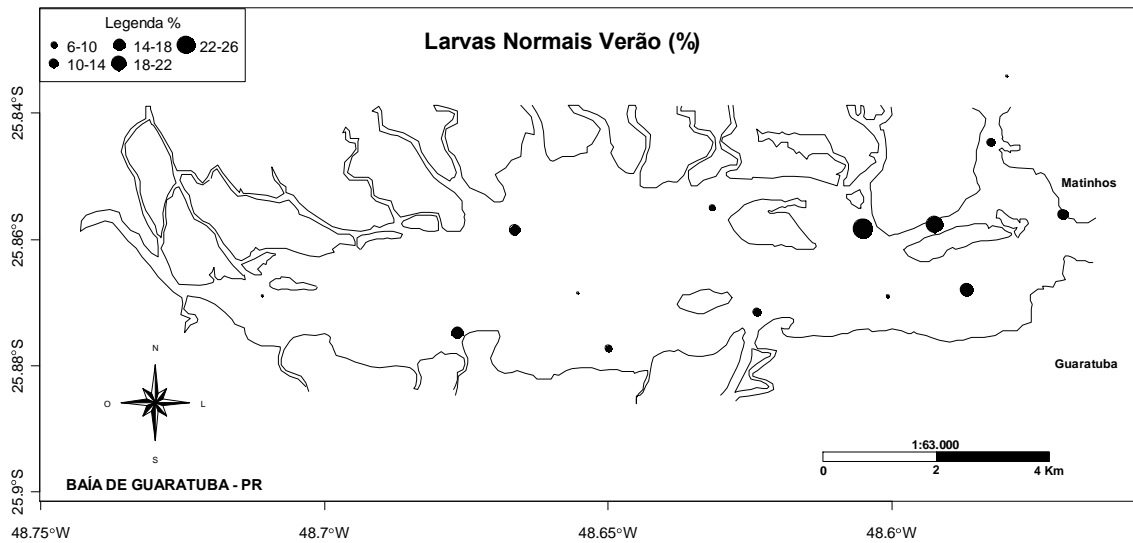 Legenda %
6-10 14-18 22-26
10-14 18-22
Larvas Normais Verão (%)
25.84°S
Matinhos
25.86°S
25.88°S
Guaratuba
N
O L
S
1:63.000
0 2 4 Km
BAÍA DE GUARATUBA - PR
25.9°S
48.75°W 48.7°W 48.65°W 48.6°W